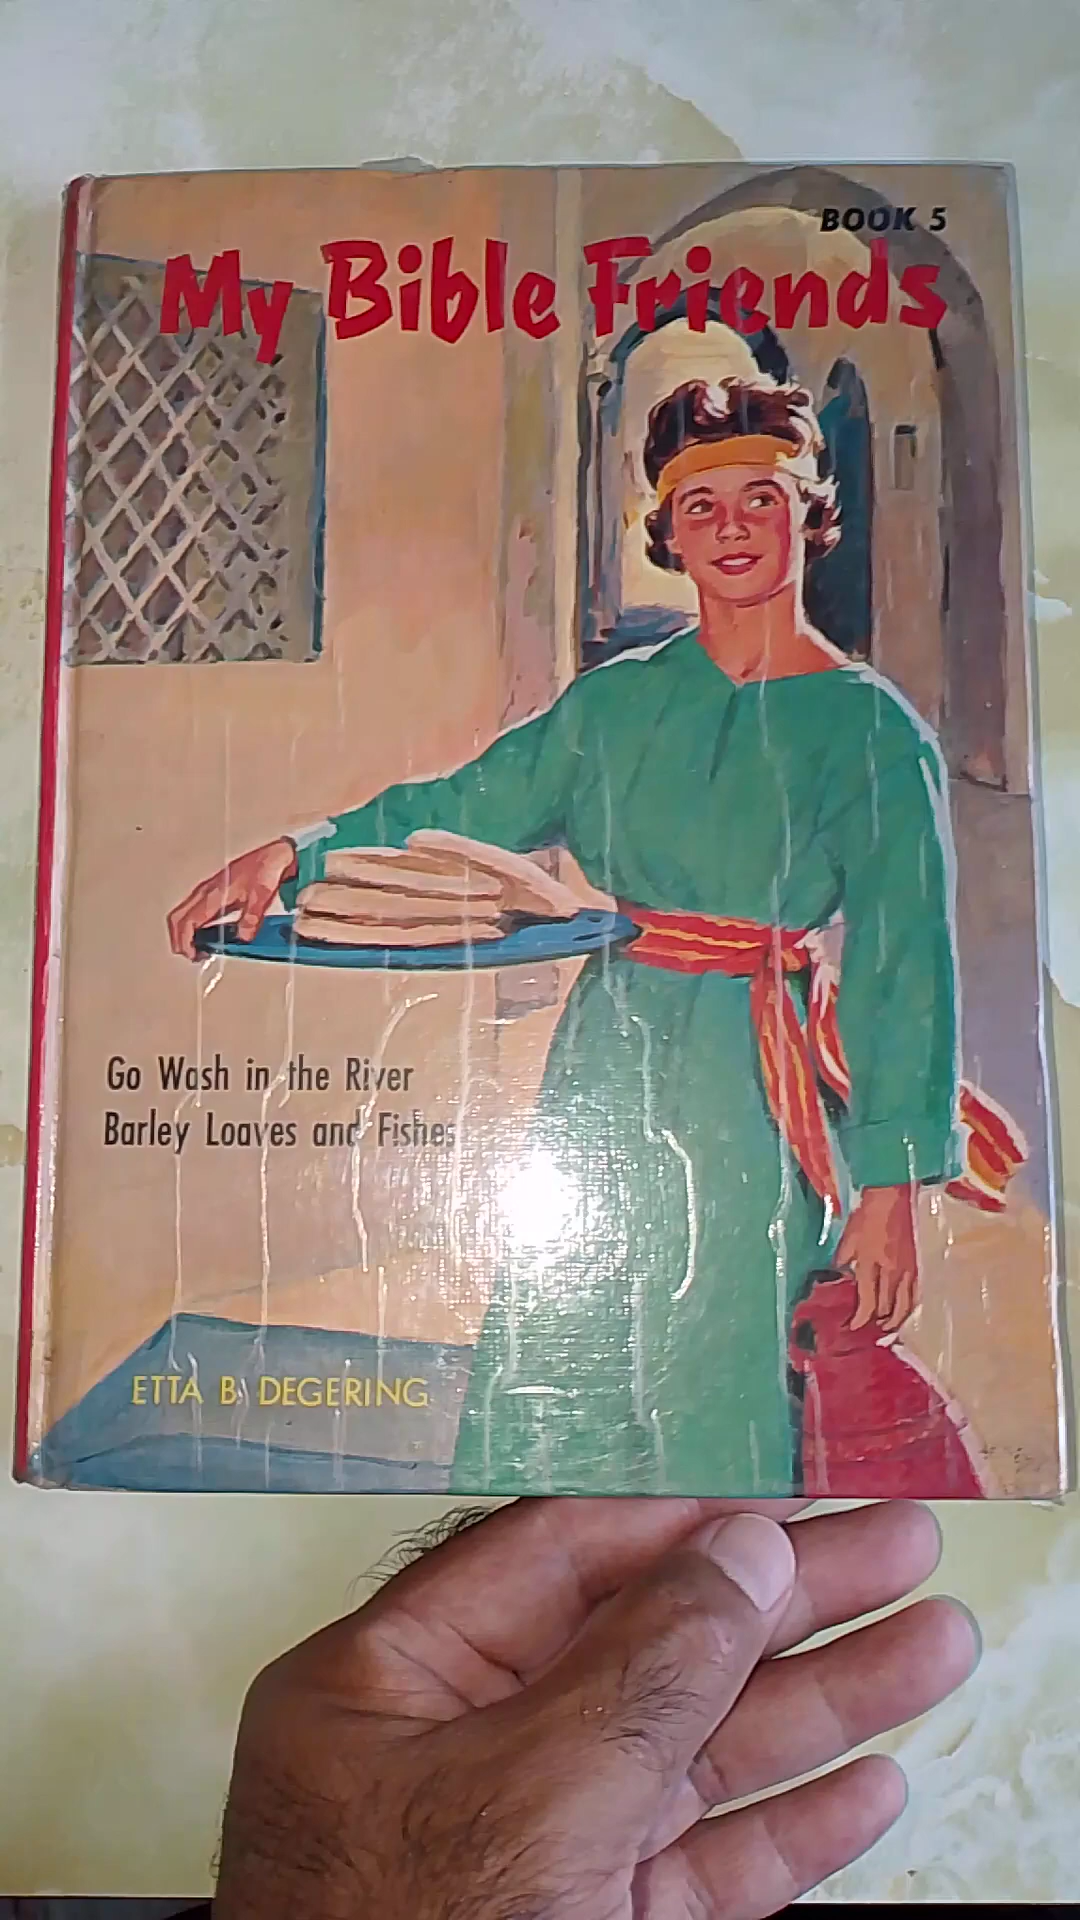 BOOK 5
My Bible Friends
Go Wash in the River
Barley Loaves and Fishes
ETTA B. DEGERING